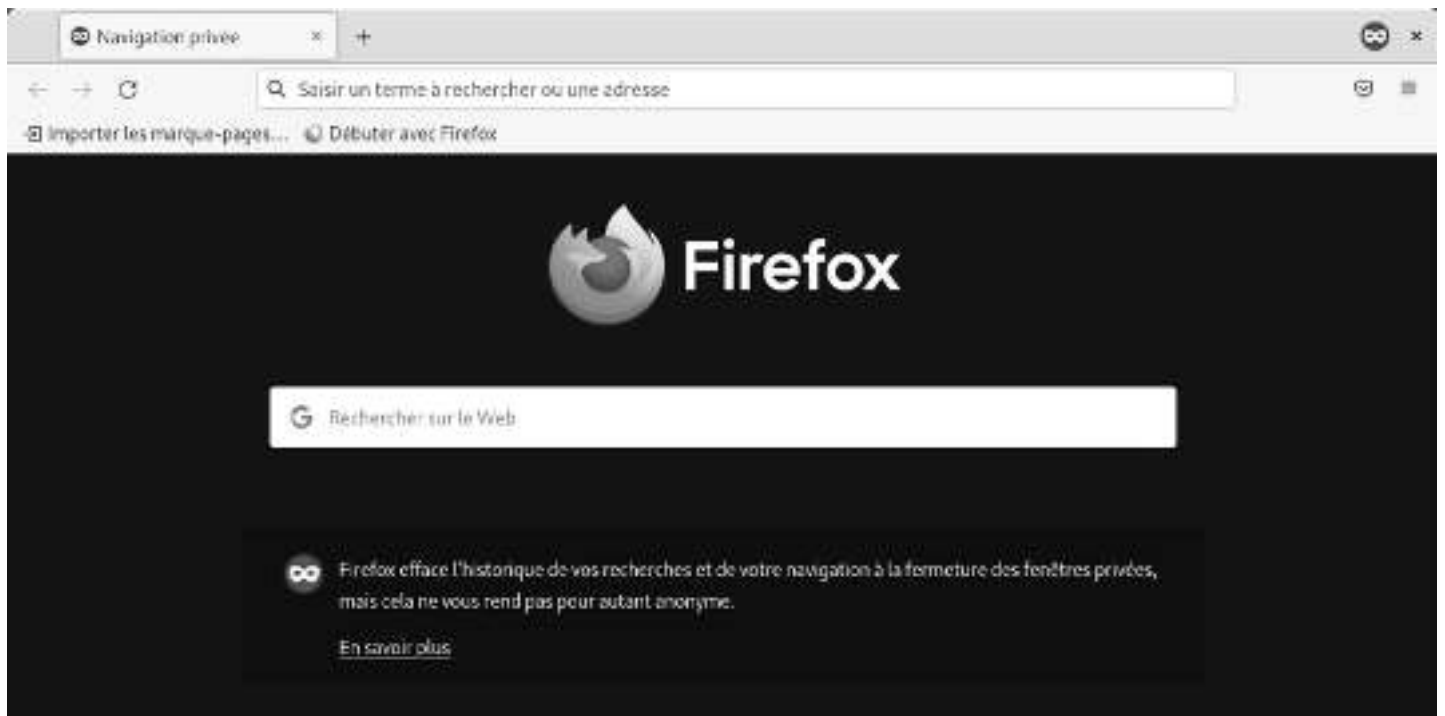 Navigation privée
Saisir un terme à rechercher ou une adresse
Importer les marque-pages... Débuter avec Firefox
Firefox
G Rechercher sur le Web
Firefox efface l'historique de vos recherches et de votre navigation à la fermeture des fenêtres privées,
mais cela ne vous rend pas pour autant anonyme.
En savoir plus